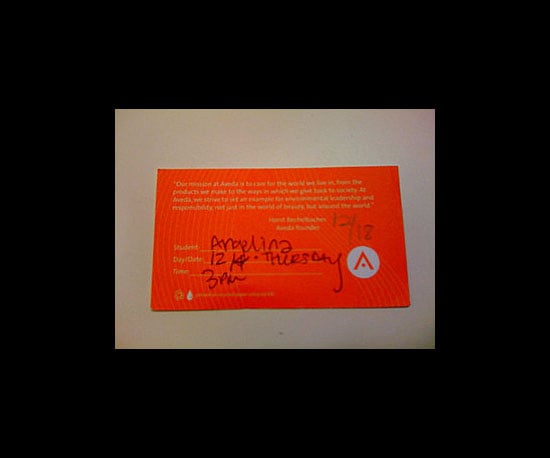 "Our mission at Aveda is to care for the world we live in, from the
products we make to the ways in which we give back to society. At
Aveda, we strive to set an example for environmental leadership and
responsibility, not just in the world of beauty, but around the world."
Horst Rechelbacher
Aveda founder
12/18
Student Angelina
Day/Date 12/ · THURSDAY
Time 3pm